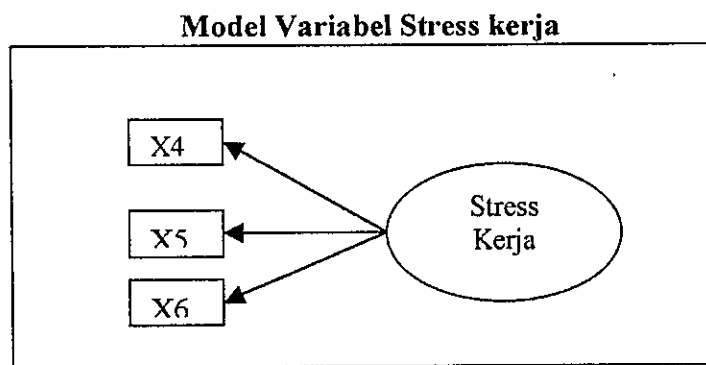 Model Variabel Stress kerja
X4
X5
X6
Stress
Kerja